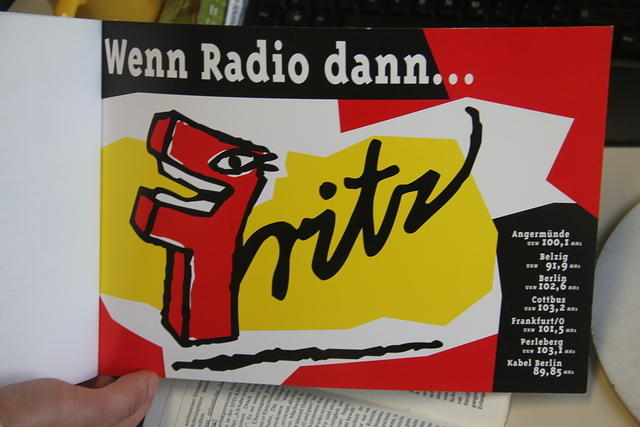 Wenn Radio dann...
Fritz
Angermünde
UKW 100,1 MHz
Belzig
UKW 91,9 MHz
Berlin
UKW 102,6 MHz
Cottbus
UKW 103,2 MHz
Frankfurt/O
UKW 101,5 MHz
Perleberg
UKW 103,1 MHz
Kabel Berlin
89,85 MHz